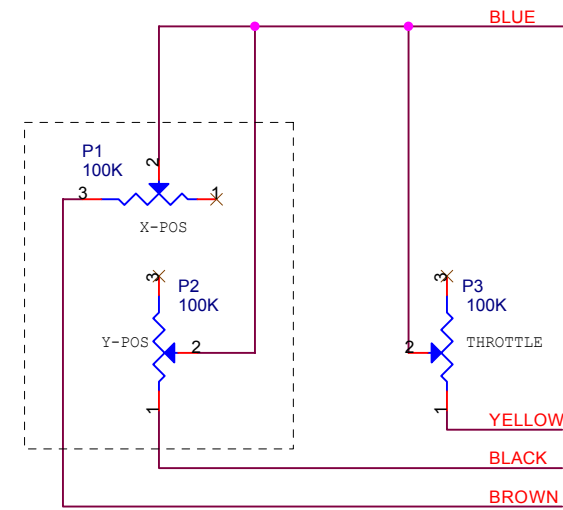 BLUE
P1
100K
2
3
1
X-POS
3
P2
100K
Y-POS
2
1
3
P3
100K
2
THROTTLE
1
YELLOW
BLACK
BROWN